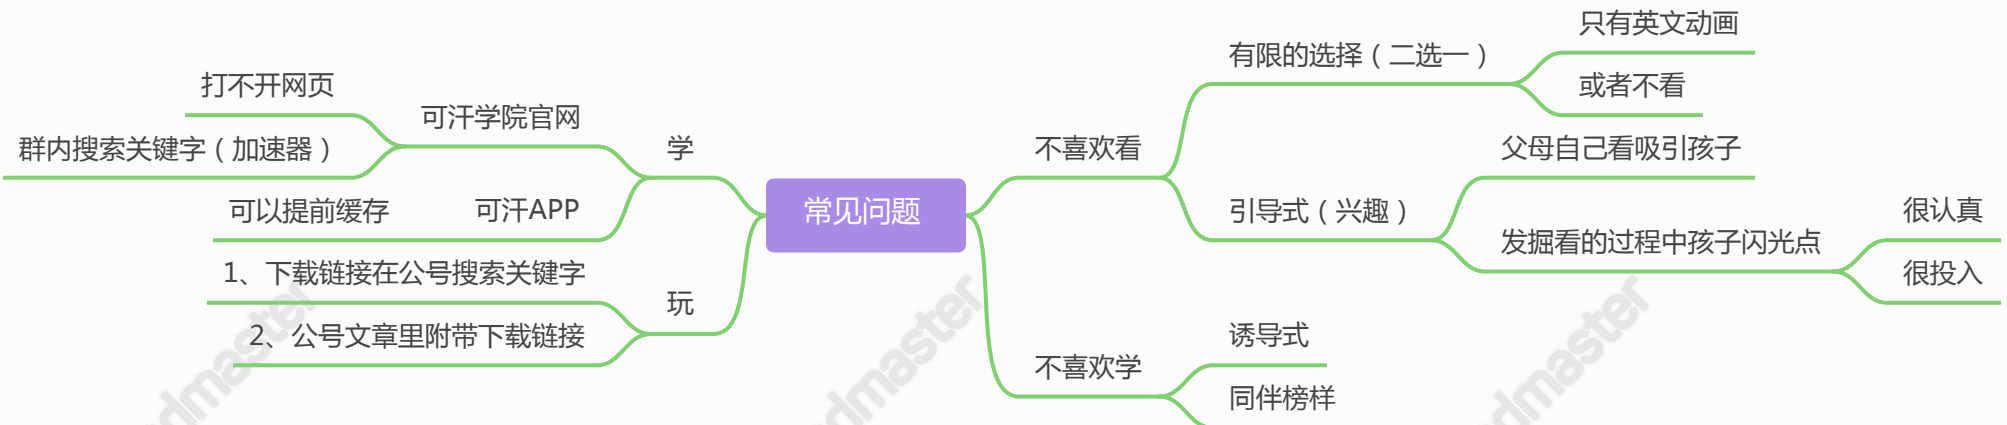 只有英文动画
有限的选择（二选一）
打不开网页
或者不看
可汗学院官网
群内搜索关键字（加速器）
学
不喜欢看
父母自己看吸引孩子
可以提前缓存
可汗APP
常见问题
引导式（兴趣）
很认真
发掘看的过程中孩子闪光点
1、下载链接在公号搜索关键字
很投入
玩
2、公号文章里附带下载链接
诱导式
不喜欢学
同伴榜样
dmaster
dmaster
dmaster